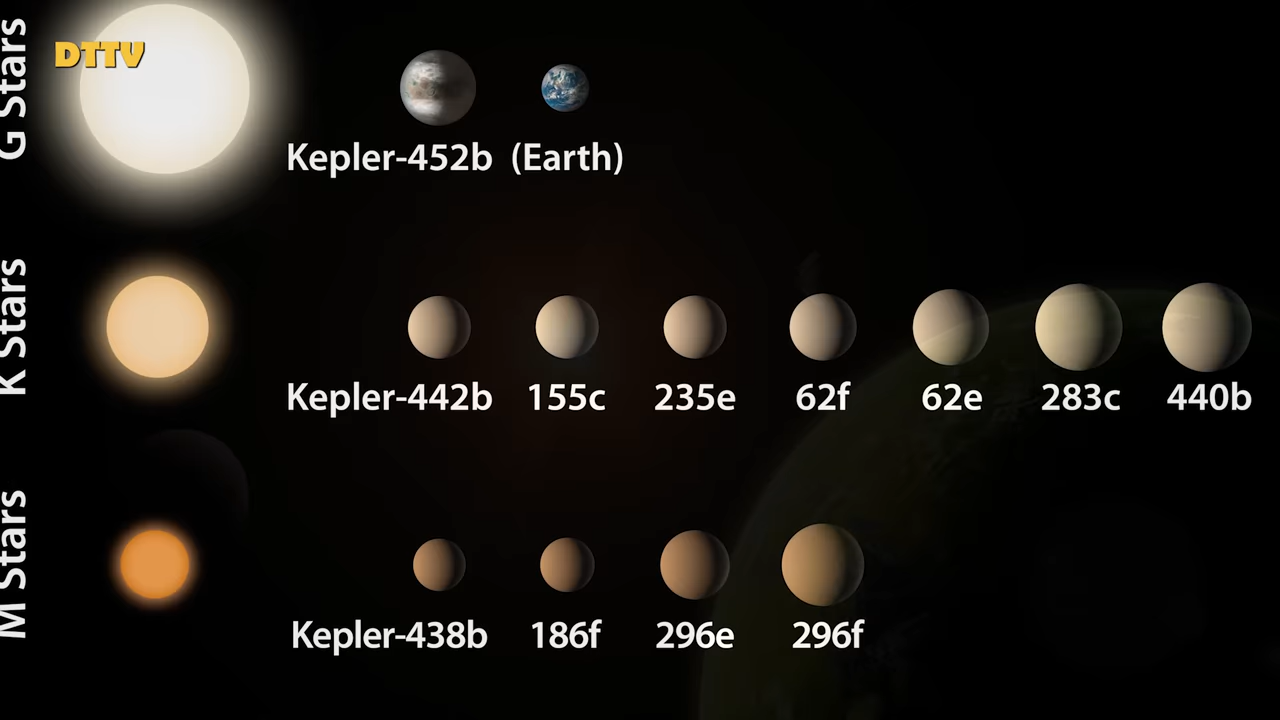 DTTV
G Stars
Kepler-452b (Earth)
K Stars
Kepler-442b 155c 235e 62f 62e 283c 440b
M Stars
Kepler-438b 186f 296e 296f